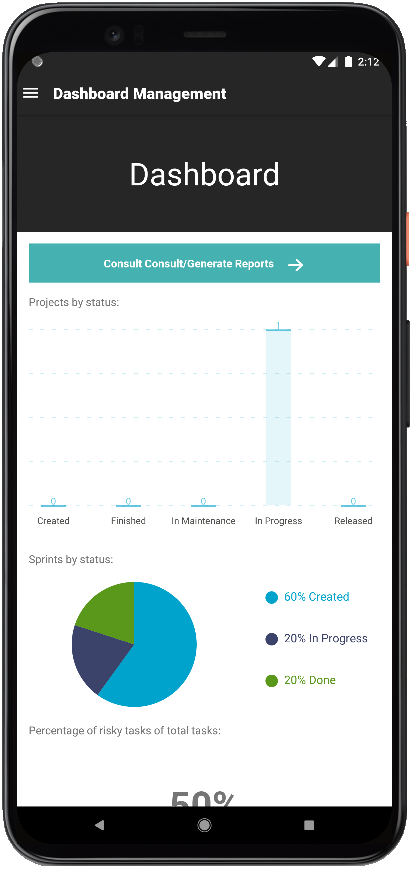 2:12
Dashboard Management
Dashboard
Consult Consult/Generate Reports
Projects by status:
1
0 0 0 0
Created Finished In Maintenance In Progress Released
Sprints by status:
60% Created
20% In Progress
20% Done
Percentage of risky tasks of total tasks:
50%